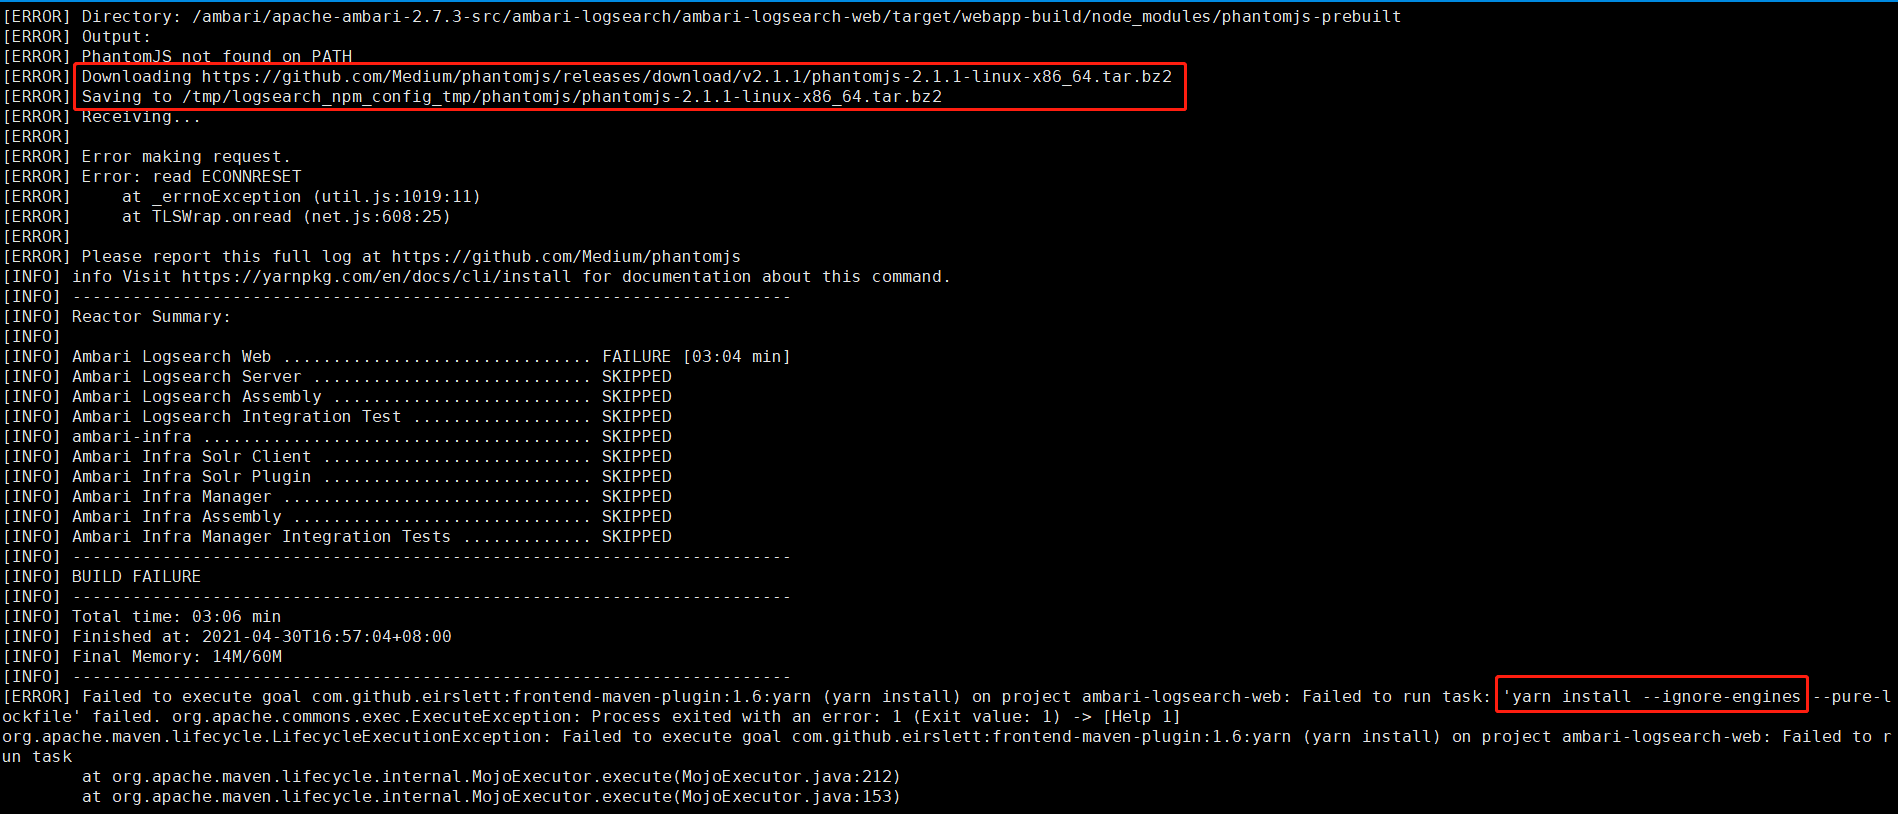 [ERROR] Directory: /ambari/apache-ambari-2.7.3-src/ambari-logsearch/ambari-logsearch-web/target/webapp-build/node_modules/phantomjs-prebuilt
[ERROR] Output:
[ERROR] PhantomJS not found on PATH
[ERROR] Downloading https://github.com/Medium/phantomjs/releases/download/v2.1.1/phantomjs-2.1.1-linux-x86_64.tar.bz2
[ERROR] Saving to /tmp/logsearch_npm_config_tmp/phantomjs/phantomjs-2.1.1-linux-x86_64.tar.bz2
[ERROR] Receiving...
[ERROR]
[ERROR] Error making request.
[ERROR] Error: read ECONNRESET
[ERROR]     at _errnoException (util.js:1019:11)
[ERROR]     at TLSWrap.onread (net.js:608:25)
[ERROR]
[ERROR] Please report this full log at https://github.com/Medium/phantomjs
[INFO] info Visit https://yarnpkg.com/en/docs/cli/install for documentation about this command.
[INFO] ------------------------------------------------------------------------
[INFO] Reactor Summary:
[INFO]
[INFO] Ambari Logsearch Web ............................... FAILURE [03:04 min]
[INFO] Ambari Logsearch Server ............................ SKIPPED
[INFO] Ambari Logsearch Assembly .......................... SKIPPED
[INFO] Ambari Logsearch Integration Test .................. SKIPPED
[INFO] ambari-infra ....................................... SKIPPED
[INFO] Ambari Infra Solr Client ........................... SKIPPED
[INFO] Ambari Infra Solr Plugin ........................... SKIPPED
[INFO] Ambari Infra Manager ............................... SKIPPED
[INFO] Ambari Infra Assembly .............................. SKIPPED
[INFO] Ambari Infra Manager Integration Tests ............. SKIPPED
[INFO] ------------------------------------------------------------------------
[INFO] BUILD FAILURE
[INFO] ------------------------------------------------------------------------
[INFO] Total time: 03:06 min
[INFO] Finished at: 2021-04-30T16:57:04+08:00
[INFO] Final Memory: 14M/60M
[INFO] ------------------------------------------------------------------------
[ERROR] Failed to execute goal com.github.eirslett:frontend-maven-plugin:1.6:yarn (yarn install) on project ambari-logsearch-web: Failed to run task: 'yarn install --ignore-engines --pure-l
ockfile' failed. org.apache.commons.exec.ExecuteException: Process exited with an error: 1 (Exit value: 1) -> [Help 1]
org.apache.maven.lifecycle.LifecycleExecutionException: Failed to execute goal com.github.eirslett:frontend-maven-plugin:1.6:yarn (yarn install) on project ambari-logsearch-web: Failed to r
un task
        at org.apache.maven.lifecycle.internal.MojoExecutor.execute(MojoExecutor.java:212)
        at org.apache.maven.lifecycle.internal.MojoExecutor.execute(MojoExecutor.java:153)